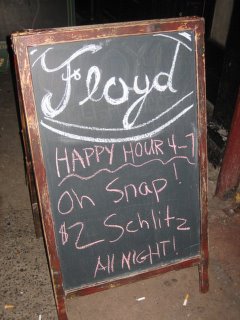 Floyd
HAPPY HOUR 4-7
Oh Snap!
$2 Schlitz
All NIGHT!